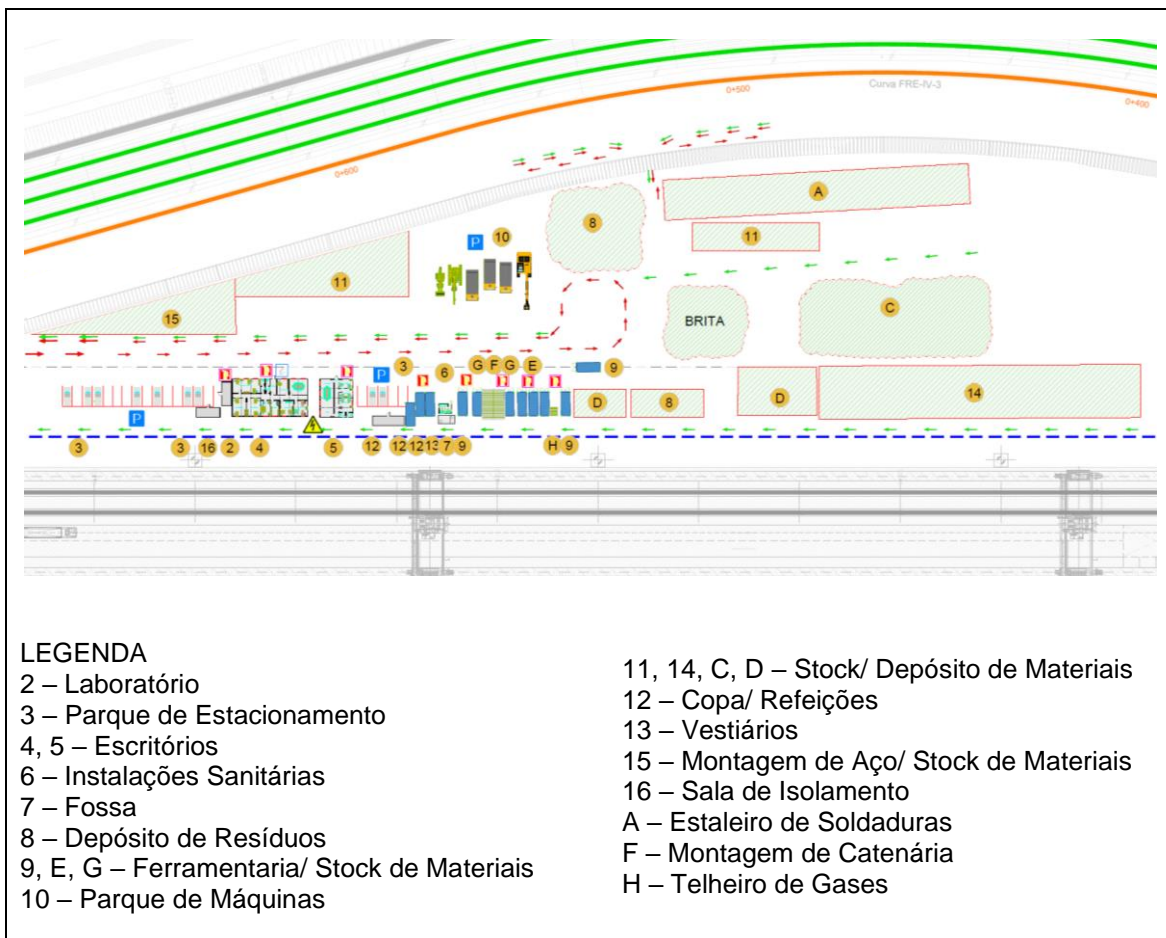 0+500
Curva FRE-IV-3
0+400
0+600
A
8
P
10
11
11
15
C
BRITA
3
6
G
F
G
E
9
P
D
8
D
14
P
3
3
16
2
4
5
12
12
12
13
7
9
H
9
LEGENDA
2 – Laboratório
3 – Parque de Estacionamento
4, 5 – Escritórios
6 – Instalações Sanitárias
7 – Fossa
8 – Depósito de Resíduos
9, E, G – Ferramentaria/ Stock de Materiais
10 – Parque de Máquinas
11, 14, C, D – Stock/ Depósito de Materiais
12 – Copa/ Refeições
13 – Vestiários
15 – Montagem de Aço/ Stock de Materiais
16 – Sala de Isolamento
A – Estaleiro de Soldaduras
F – Montagem de Catenária
H – Telheiro de Gases